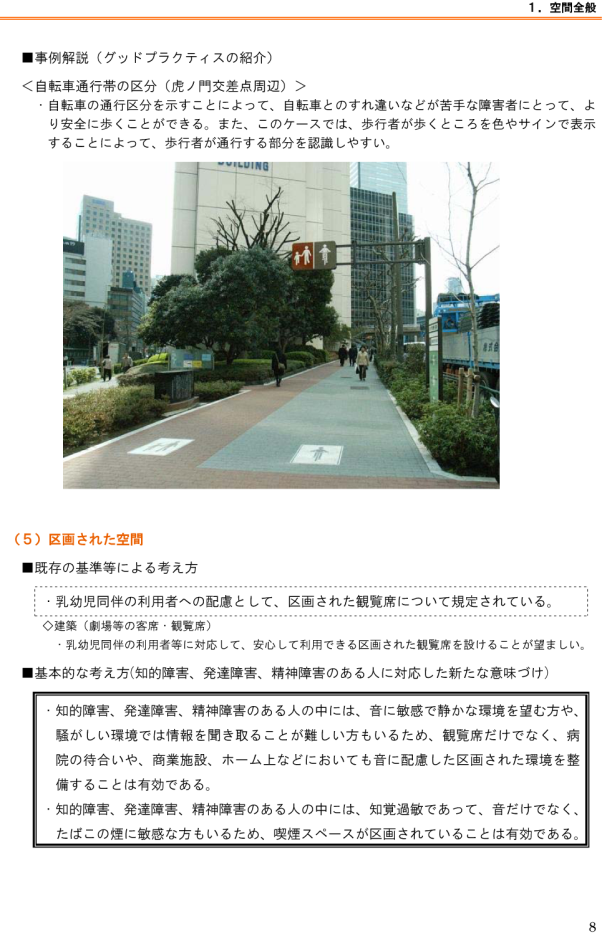 １．空間全般
■事例解説（グッドプラクティスの紹介）
＜自転車通行帯の区分（虎ノ門交差点周辺）＞
・自転車の通行区分を示すことによって、自転車とのすれ違いなどが苦手な障害者にとって、よ
り安全に歩くことができる。また、このケースでは、歩行者が歩くところを色やサインで表示
することによって、歩行者が通行する部分を認識しやすい。
BUILDING
（５）区画された空間
■既存の基準等による考え方
・乳幼児同伴の利用者への配慮として、区画された観覧席について規定されている。
◇建築（劇場等の客席・観覧席）
・乳幼児同伴の利用者等に対応して、安心して利用できる区画された観覧席を設けることが望ましい。
■基本的な考え方(知的障害、発達障害、精神障害のある人に対応した新たな意味づけ)
・知的障害、発達障害、精神障害のある人の中には、音に敏感で静かな環境を望む方や、
騒がしい環境では情報を聞き取ることが難しい方もいるため、観覧席だけでなく、病
院の待合いや、商業施設、ホーム上などにおいても音に配慮した区画された環境を整
備することは有効である。
・知的障害、発達障害、精神障害のある人の中には、知覚過敏であって、音だけでなく、
たばこの煙に敏感な方もいるため、喫煙スペースが区画されていることは有効である。
8